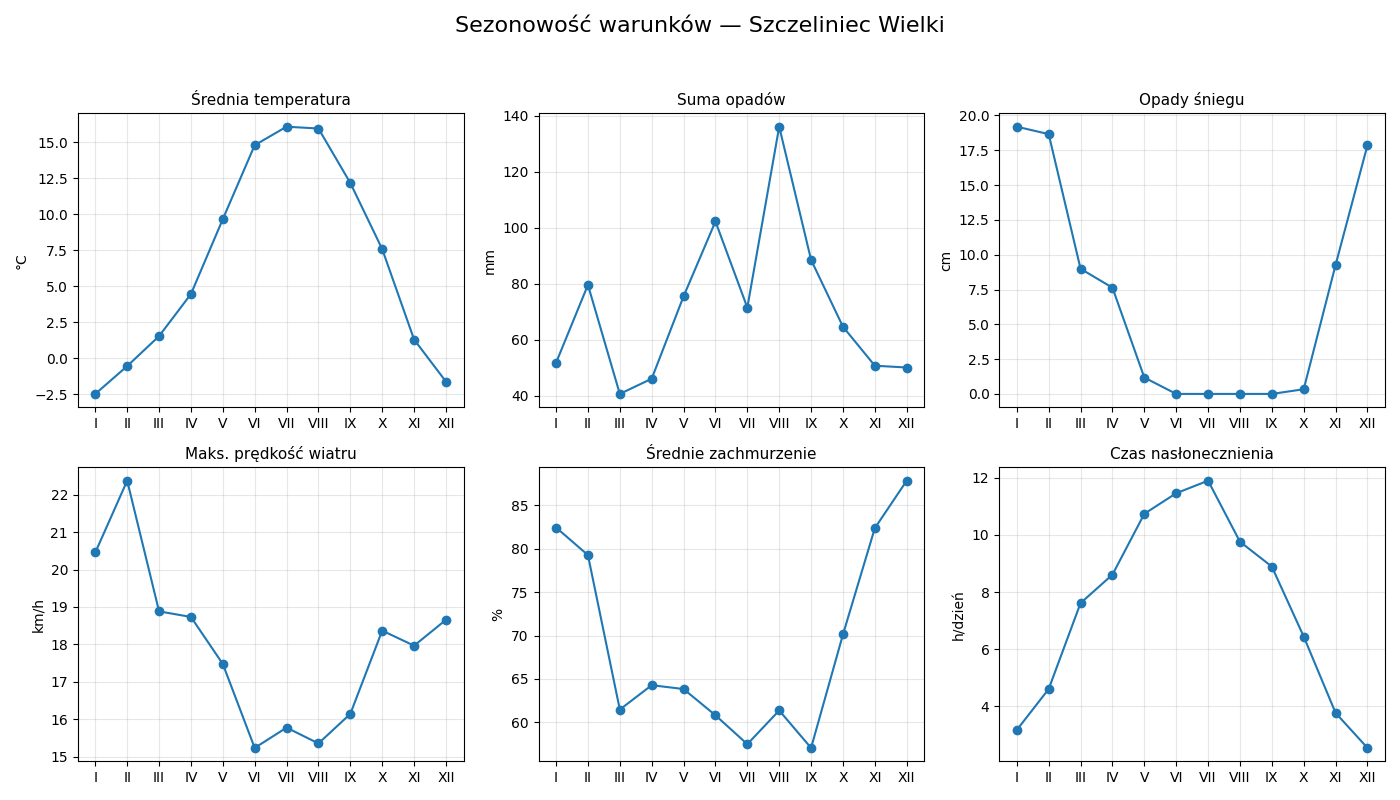 Sezonowość warunków — Szczeliniec Wielki
Średnia temperatura
°C
15.0
12.5
10.0
7.5
5.0
2.5
0.0
−2.5
I II III IV V VI VII VIII IX X XI XII
Suma opadów
mm
140
120
100
80
60
40
I II III IV V VI VII VIII IX X XI XII
Opady śniegu
cm
20.0
17.5
15.0
12.5
10.0
7.5
5.0
2.5
0.0
I II III IV V VI VII VIII IX X XI XII
Maks. prędkość wiatru
km/h
22
21
20
19
18
17
16
15
I II III IV V VI VII VIII IX X XI XII
Średnie zachmurzenie
%
85
80
75
70
65
60
I II III IV V VI VII VIII IX X XI XII
Czas nasłonecznienia
h/dzień
12
10
8
6
4
I II III IV V VI VII VIII IX X XI XII